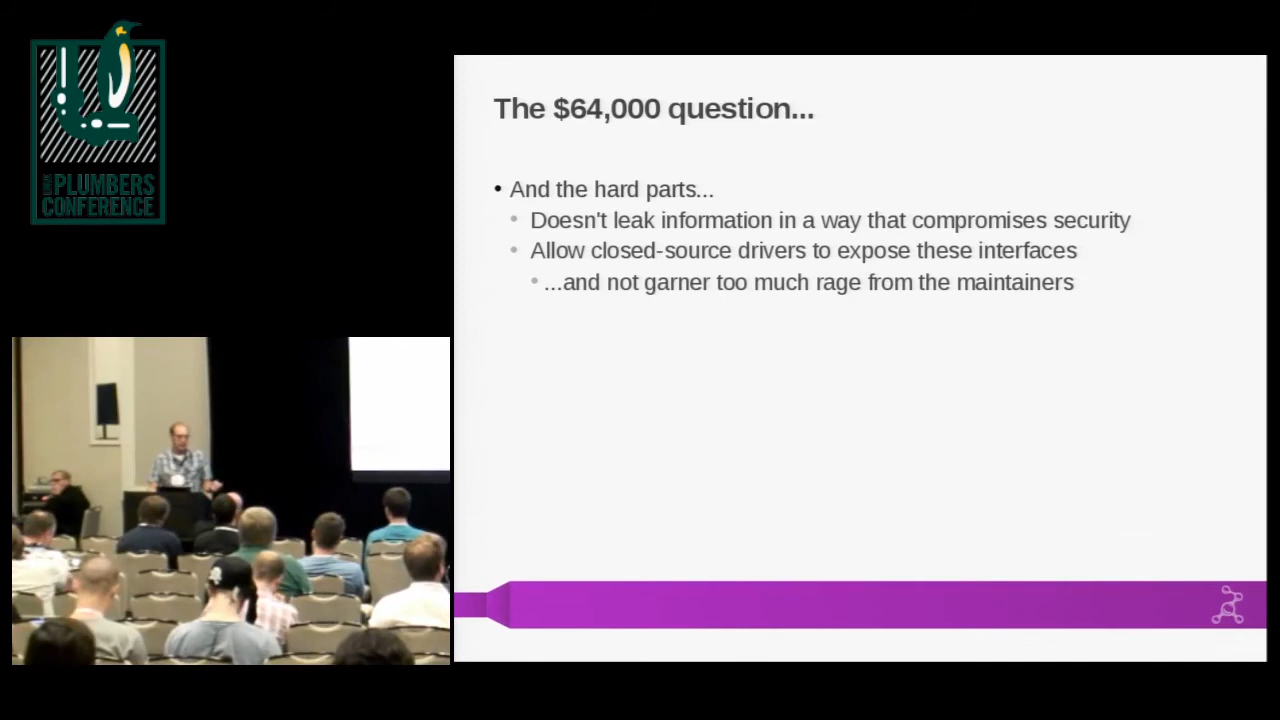 LINUX
PLUMBERS
CONFERENCE
The $64,000 question...
• And the hard parts...
• Doesn't leak information in a way that compromises security
• Allow closed-source drivers to expose these interfaces
• ...and not garner too much rage from the maintainers